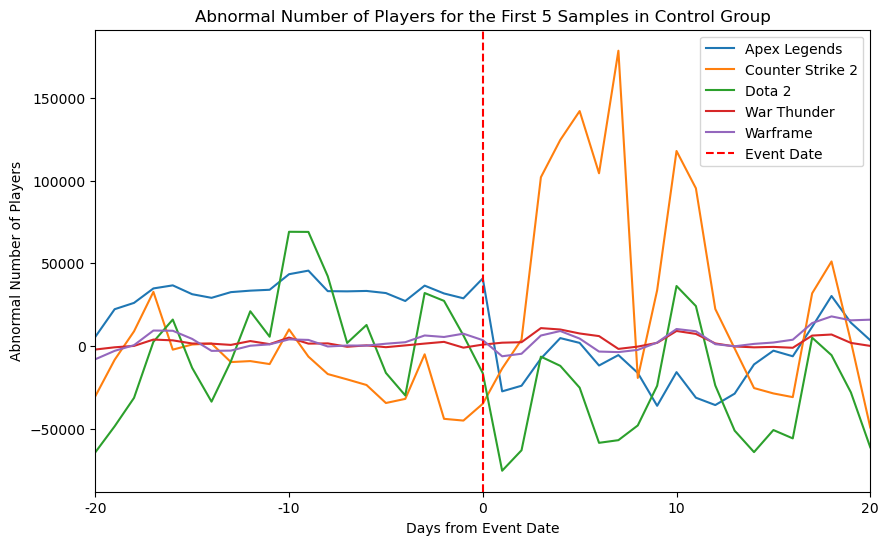 Abnormal Number of Players for the First 5 Samples in Control Group
Apex Legends
Counter Strike 2
Dota 2
War Thunder
Warframe
Event Date
Abnormal Number of Players
150000
100000
50000
0
−50000
-20
-10
0
10
20
Days from Event Date